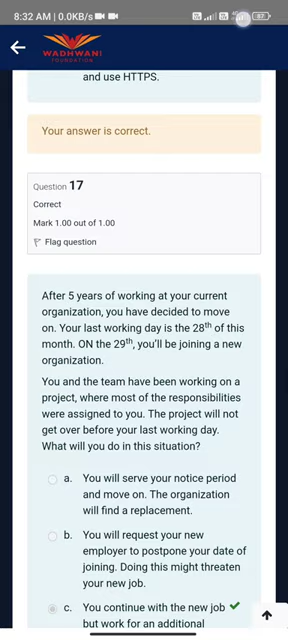 8:32 AM | 0.0KB/s
87
WADHWANI
FOUNDATION
and use HTTPS.
Your answer is correct.
Question 17
Correct
Mark 1.00 out of 1.00
Flag question
After 5 years of working at your current
organization, you have decided to move
on. Your last working day is the 28th of this
month. ON the 29th, you'll be joining a new
organization.
You and the team have been working on a
project, where most of the responsibilities
were assigned to you. The project will not
get over before your last working day.
What will you do in this situation?
a. You will serve your notice period
and move on. The organization
will find a replacement.
b. You will request your new
employer to postpone your date of
joining. Doing this might threaten
your new job.
c. You continue with the new job
but work for an additional